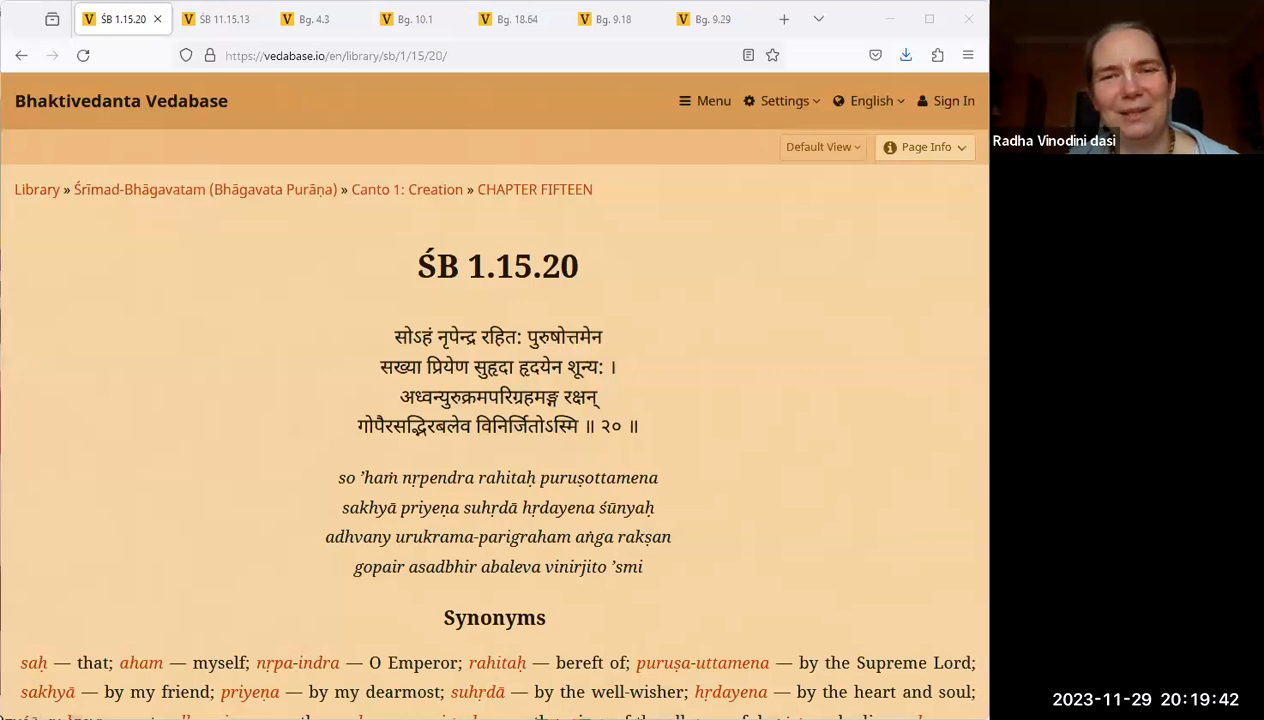 ŚB 1.15.20
ŚB 11.15.13
Bg. 4.3
Bg. 10.1
Bg. 18.64
Bg. 9.18
Bg. 9.29
https://vedabase.io/en/library/sb/1/15/20/
Bhaktivedanta Vedabase
Menu Settings English Sign In
Default View Page Info
Library » Śrīmad-Bhāgavatam (Bhāgavata Purāṇa) » Canto 1: Creation » CHAPTER FIFTEEN
ŚB 1.15.20
सोऽहं नृपेन्द्र रहित: पुरुषोत्तमेन
सख्या प्रियेण सुहृदा हृदयेन शून्य: ।
अध्वन्युरुक्रमपरिग्रहमङ्ग रक्षन्
गोपैरसद्भिरबलेव विनिर्जितोऽस्मि ॥ २० ॥
so ’haṁ nṛpendra rahitaḥ puruṣottamena
sakhyā priyeṇa suhṛdā hṛdayena śūnyaḥ
adhvany urukrama-parigraham aṅga rakṣan
gopair asadbhir abaleva vinirjito ’smi
Synonyms
saḥ — that; aham — myself; nṛpa-indra — O Emperor; rahitaḥ — bereft of; puruṣa-uttamena — by the Supreme Lord;
sakhyā — by my friend; priyeṇa — by my dearmost; suhṛdā — by the well-wisher; hṛdayena — by the heart and soul;
Radha Vinodini dasi
2023-11-29 20:19:42